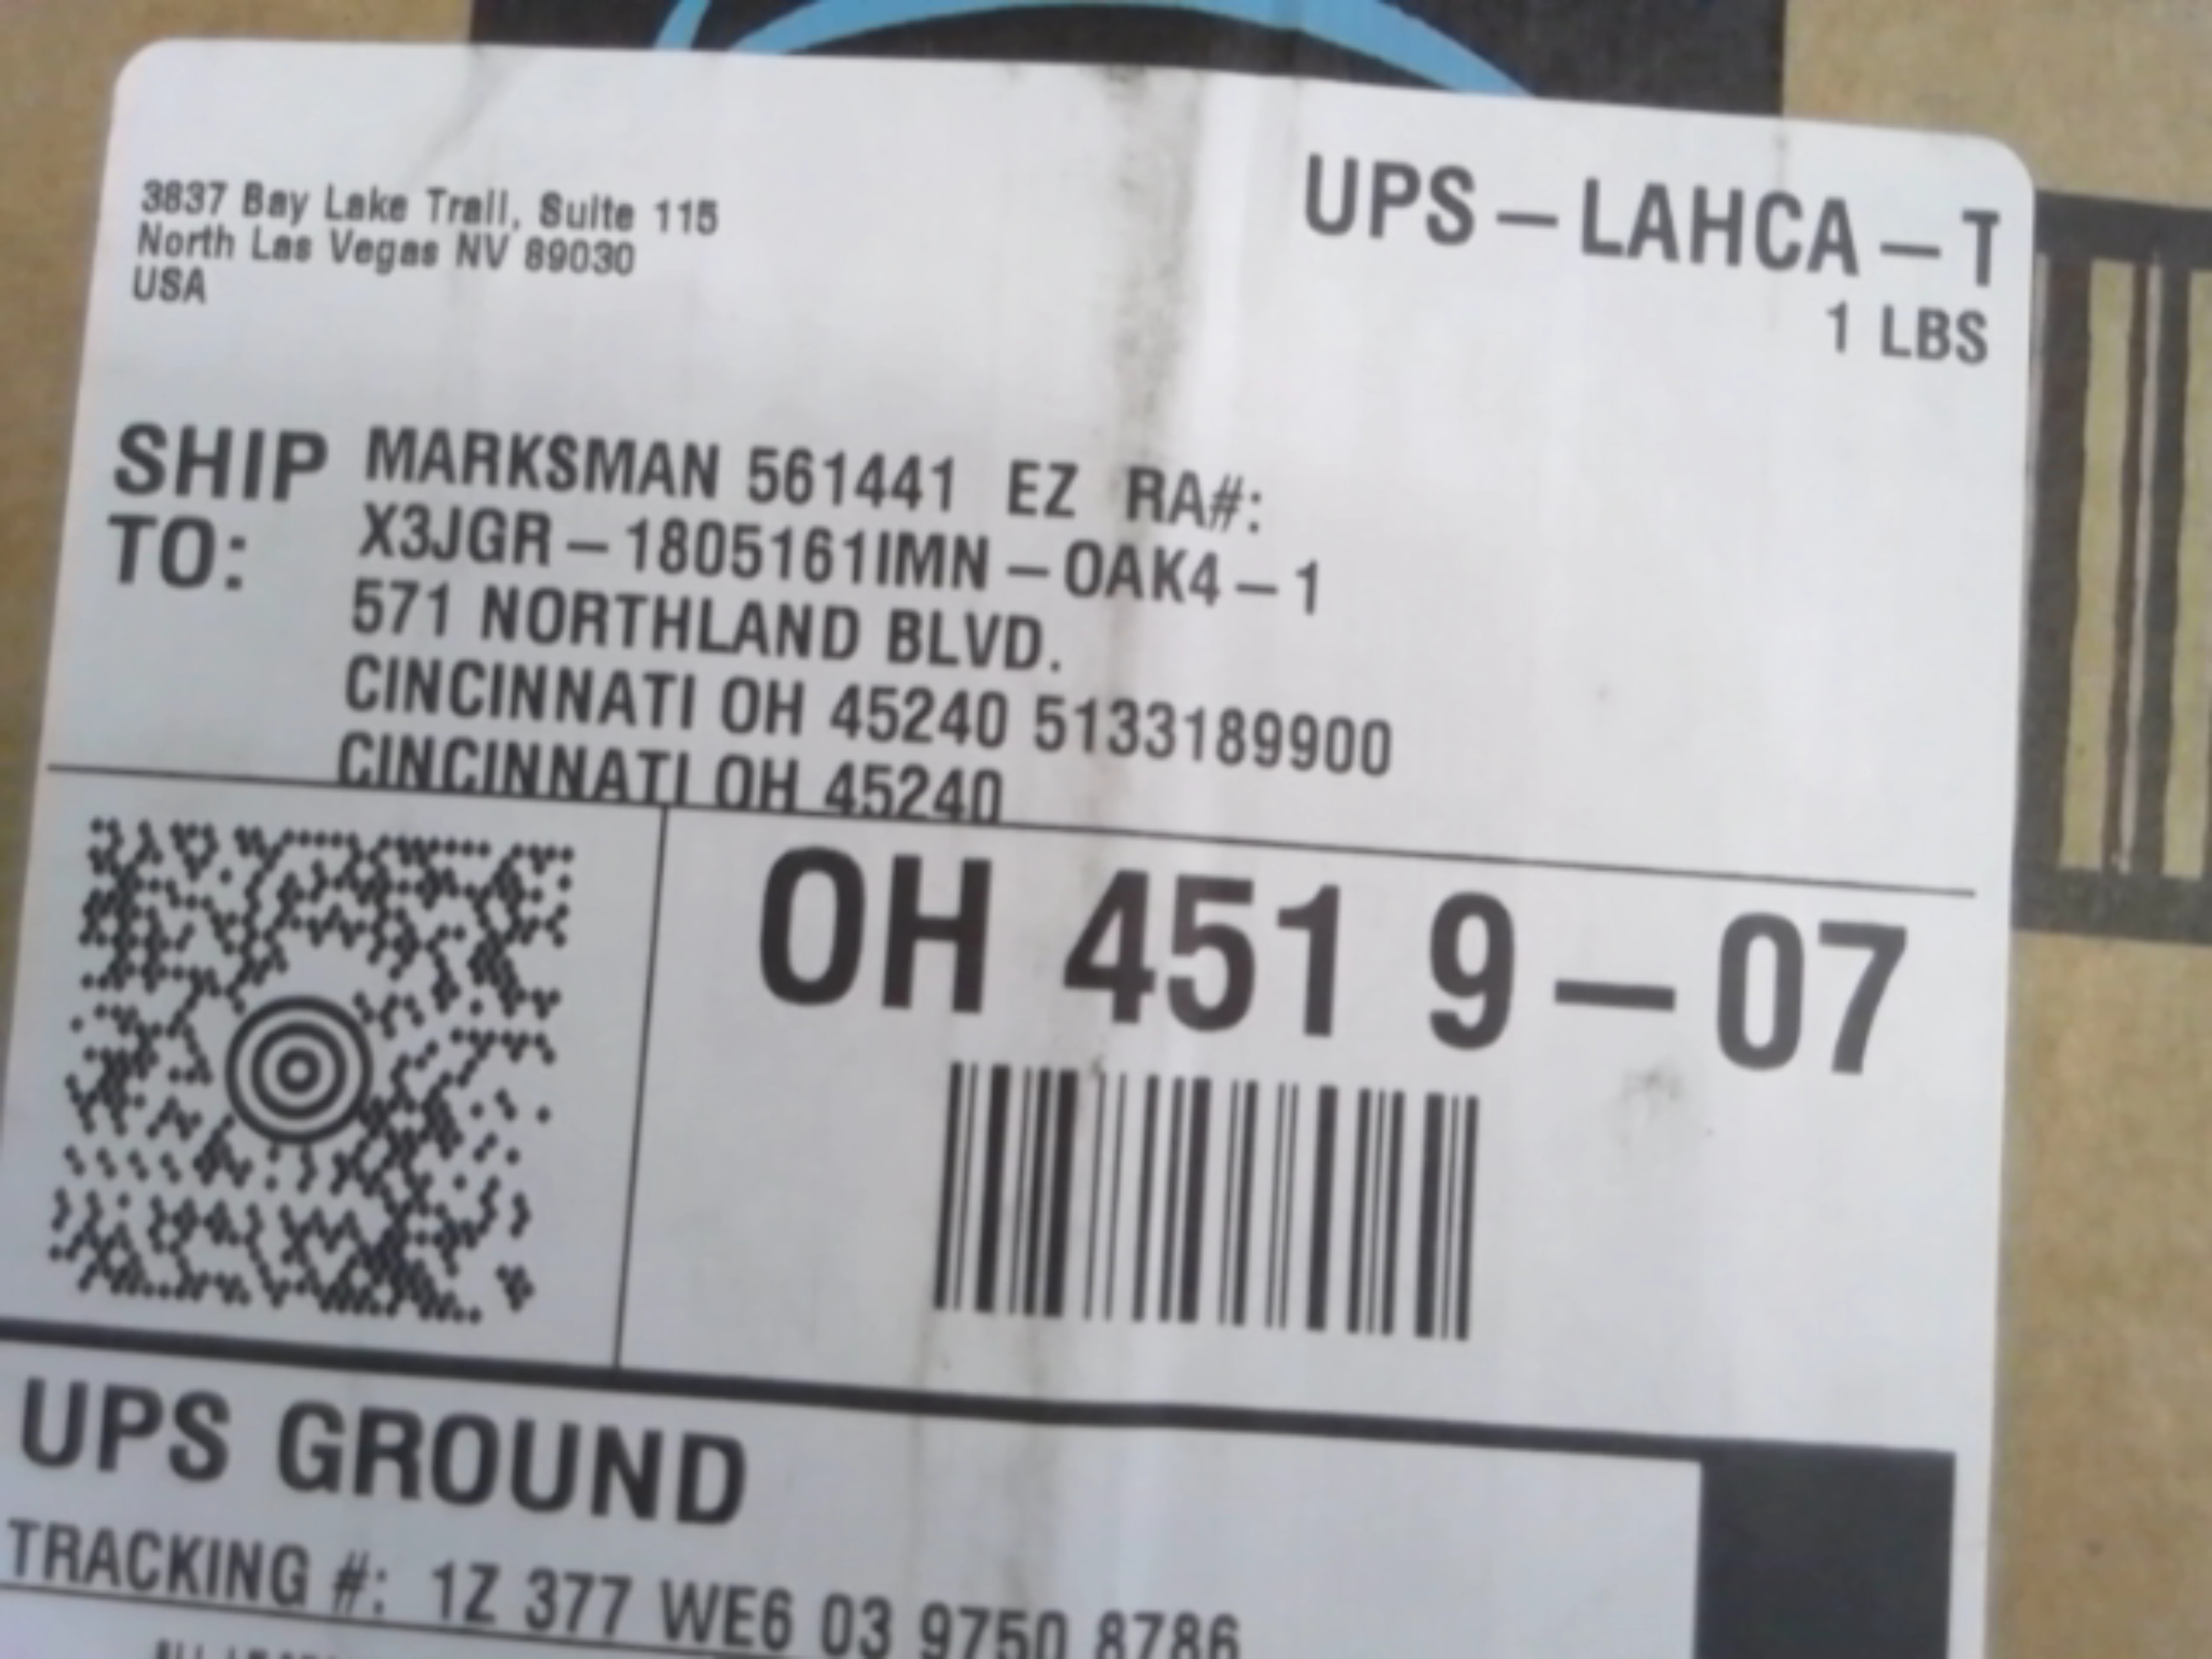 3837 Bay Lake Trail, Suite 115
North Las Vegas NV 89030
USA
UPS-LAHCA-T
1 LBS
SHIP TO:
MARKSMAN 561441 EZ RA#:
X3JGR-1805161IMN-OAK4-1
571 NORTHLAND BLVD.
CINCINNATI OH 45240 5133189900
CINCINNATI OH 45240
OH 451 9-07
UPS GROUND
TRACKING #: 1Z 377 WE6 03 9750 8786